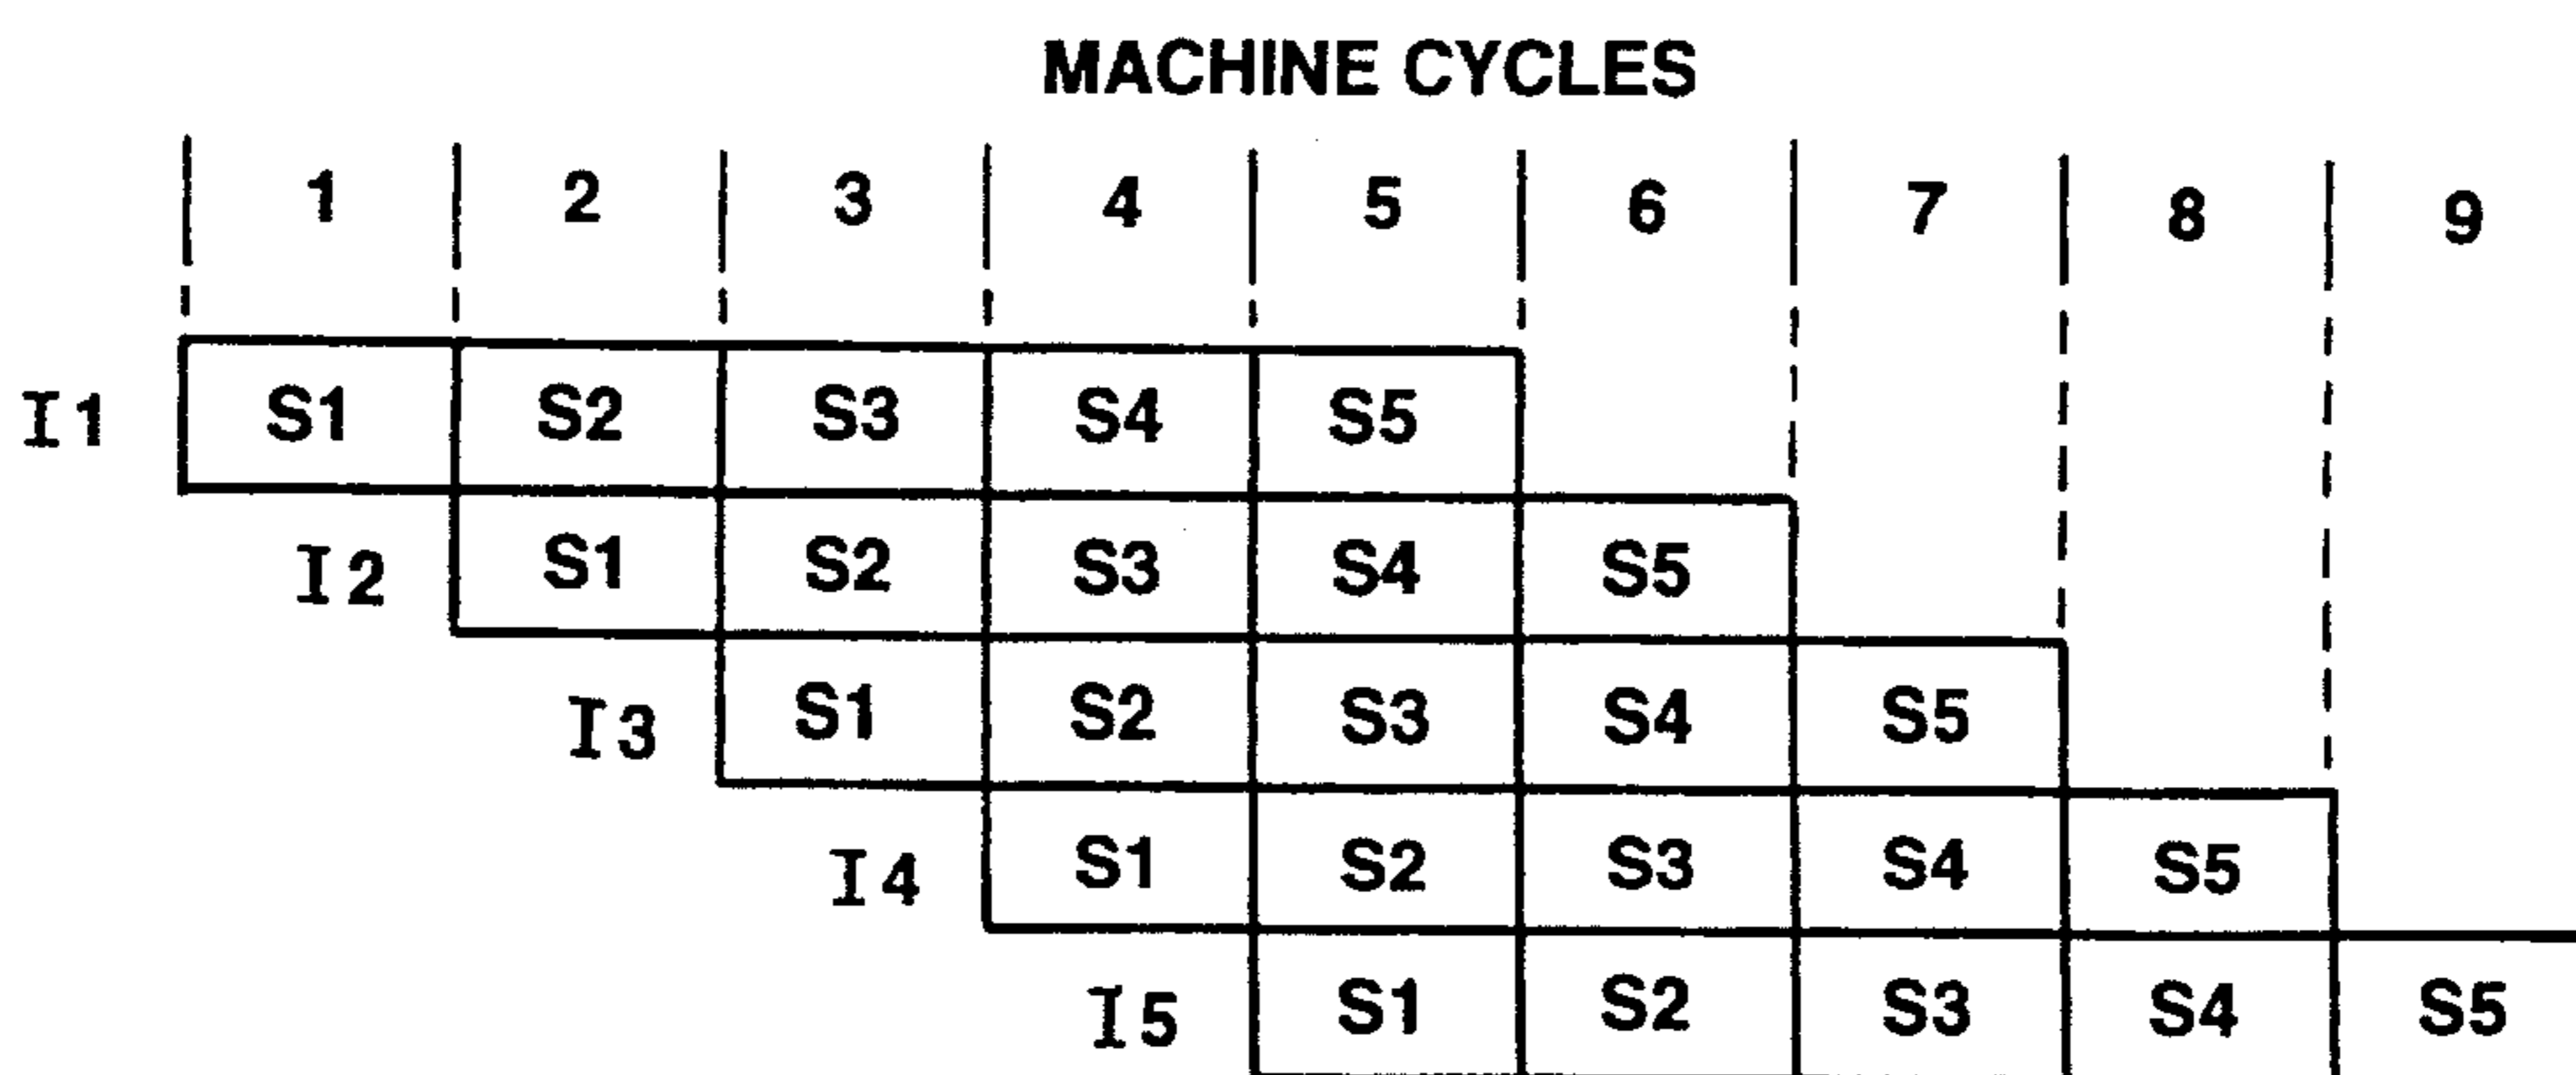 MACHINE CYCLES
1 2 3 4 5 6 7 8 9
I1 S1 S2 S3 S4 S5
I2 S1 S2 S3 S4 S5
I3 S1 S2 S3 S4 S5
I4 S1 S2 S3 S4 S5
I5 S1 S2 S3 S4 S5